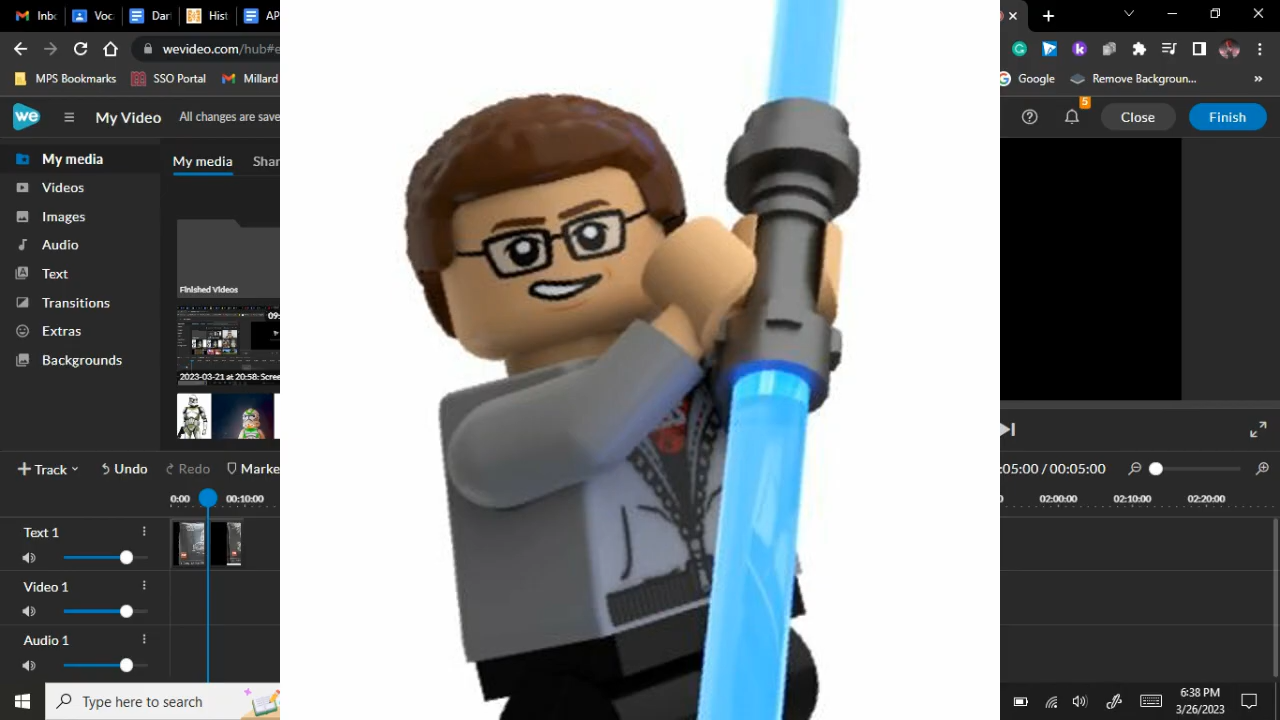 Inb
Voc
Dar
Hist
AP
wevideo.com/hub#e
MPS Bookmarks
SSO Portal
Millard
Google
Remove Backgroun...
»
we
My Video
All changes are save
5
Close
Finish
My media
Videos
Images
Audio
Text
Transitions
Extras
Backgrounds
My media
Shar
Finished Videos
09:
2023-03-21 at 20:58: Scree
+ Track
Undo
Redo
Marke
:05:00 / 00:05:00
0:00
00:10:00
02:00:00
02:10:00
02:20:00
Text 1
Video 1
Audio 1
Type here to search
6:38 PM
3/26/2023